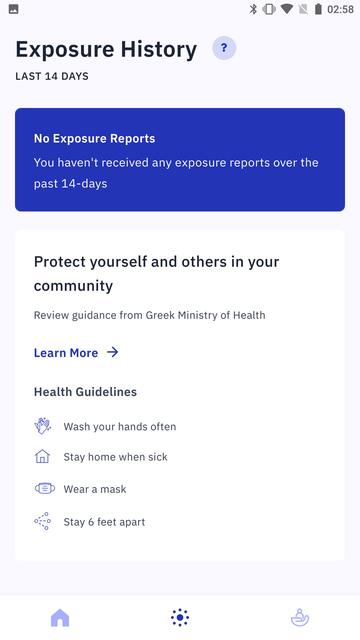 02:58
Exposure History
?
LAST 14 DAYS
No Exposure Reports
You haven't received any exposure reports over the
past 14-days
Protect yourself and others in your
community
Review guidance from Greek Ministry of Health
Learn More
Health Guidelines
Wash your hands often
Stay home when sick
Wear a mask
Stay 6 feet apart